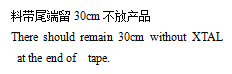 料带尾端留 30cm 不放产品
There should remain 30cm without XTAL
at the end of tape.